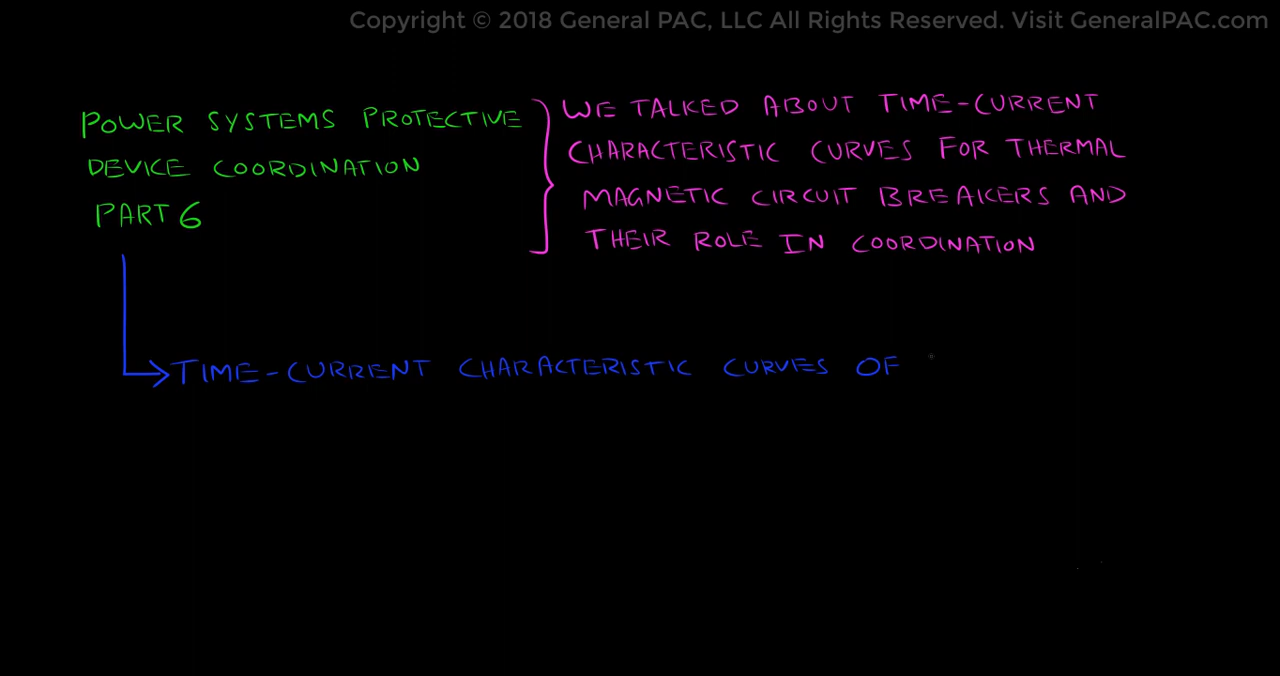 Copyright © 2018 General PAC, LLC All Rights Reserved. Visit GeneralPAC.com
POWER SYSTEMS PROTECTIVE
DEVICE COORDINATION
PART 6
WE TALKED ABOUT TIME-CURRENT
CHARACTERISTIC CURVES FOR THERMAL
MAGNETIC CIRCUIT BREAKERS AND
THEIR ROLE IN COORDINATION
TIME-CURRENT CHARACTERISTIC CURVES OF